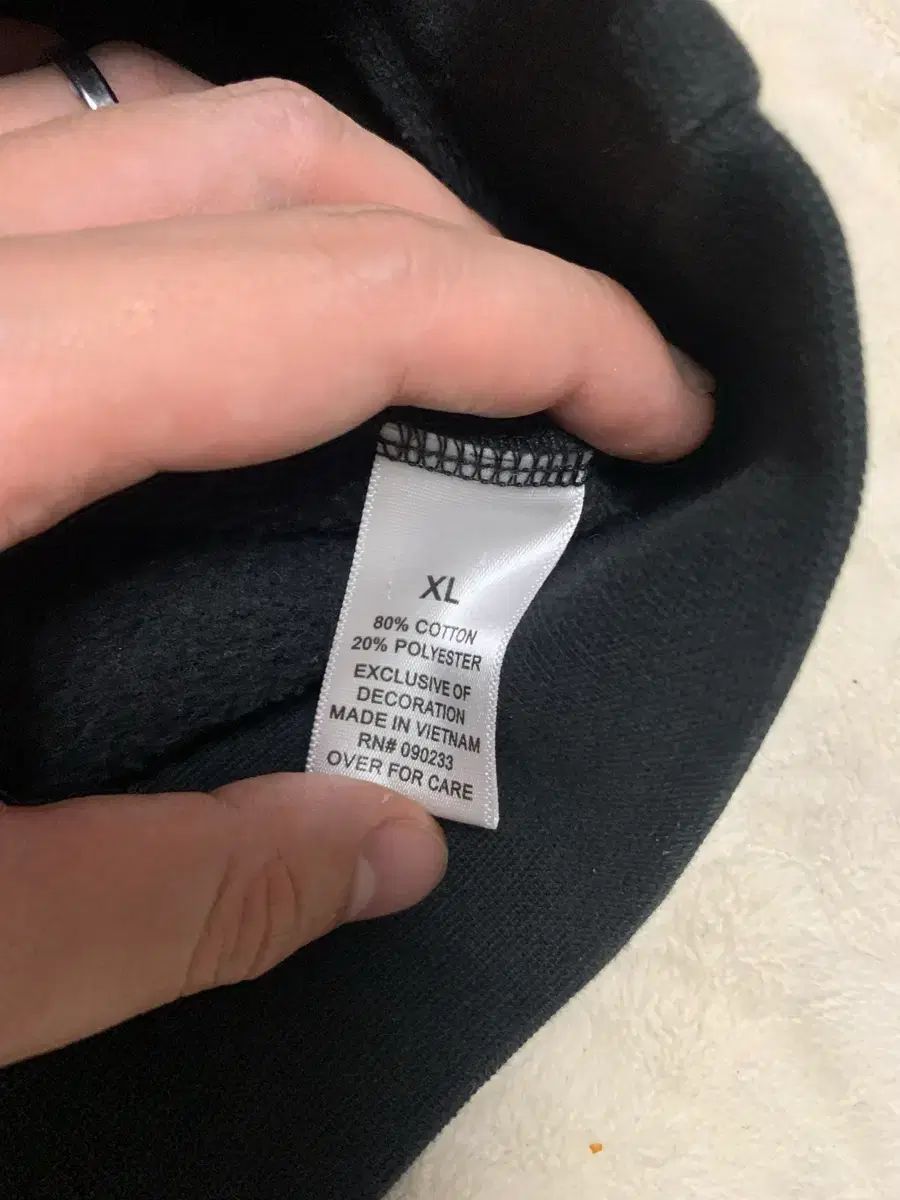 XL
80% COTTON
20% POLYESTER
EXCLUSIVE OF
DECORATION
MADE IN VIETNAM
RN# 090233
OVER FOR CARE